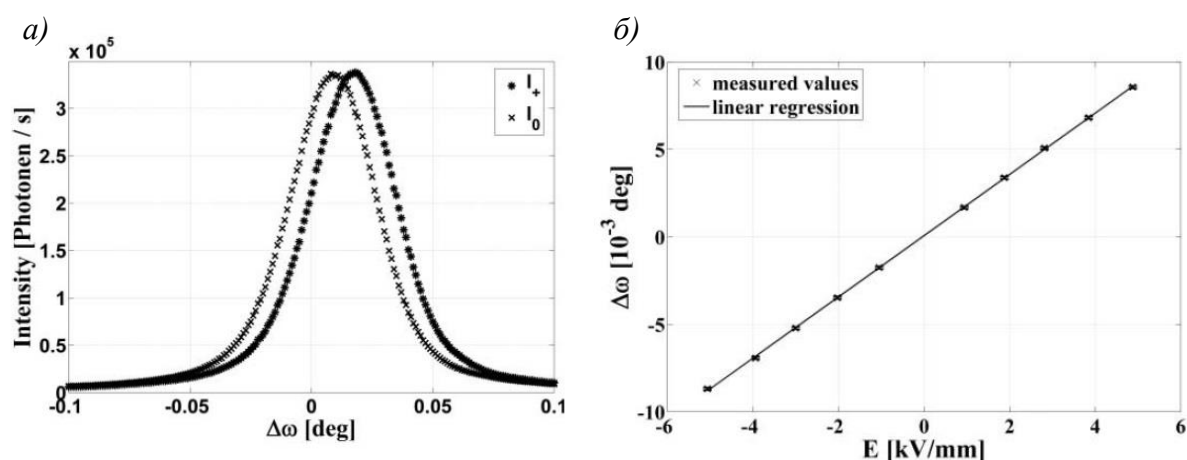 а)
x 10⁵
Intensity [Photonen / s]
3
2.5
2
1.5
1
0.5
0
-0.1
-0.05
0
0.05
0.1
Δω [deg]
I₊
I₀
б)
Δω [10⁻³ deg]
10
5
0
-5
-10
-6
-4
-2
0
2
4
6
E [kV/mm]
measured values
linear regression